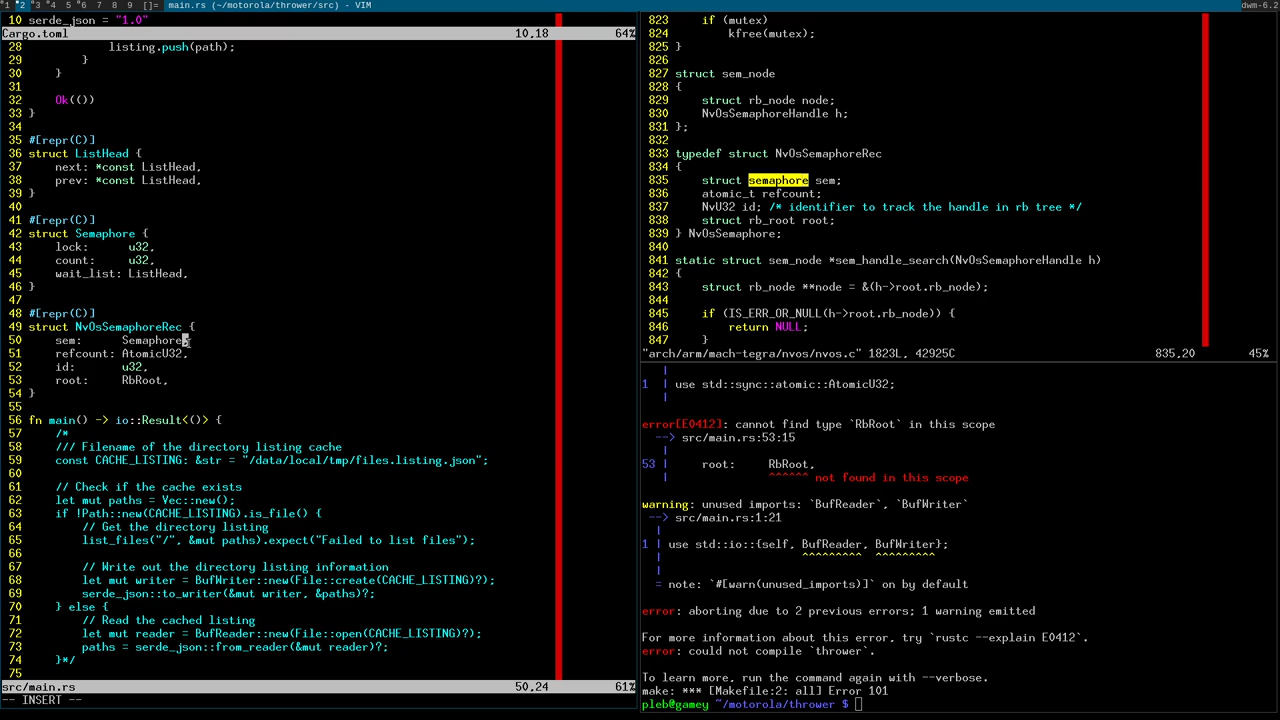 1 2 3 4 5 6 7 8 9 []= main.rs (~/motorola/thrower/src) - VIM dwm-6.2
10 serde_json = "1.0"
Cargo.toml 10,18 64%
28 listing.push(path);
29 }
30 }
31
32 Ok(())
33 }
34
35 #[repr(C)]
36 struct ListHead {
37 next: *const ListHead,
38 prev: *const ListHead,
39 }
40
41 #[repr(C)]
42 struct Semaphore {
43 lock: u32,
44 count: u32,
45 wait_list: ListHead,
46 }
47
48 #[repr(C)]
49 struct NvOsSemaphoreRec {
50 sem: Semaphore,
51 refcount: AtomicU32,
52 id: u32,
53 root: RbRoot,
54 }
55
56 fn main() -> io::Result<()> {
57 /*
58 /// Filename of the directory listing cache
59 const CACHE_LISTING: &str = "/data/local/tmp/files.listing.json";
60
61 // Check if the cache exists
62 let mut paths = Vec::new();
63 if !Path::new(CACHE_LISTING).is_file() {
64 // Get the directory listing
65 list_files("/", &mut paths).expect("Failed to list files");
66
67 // Write out the directory listing information
68 let mut writer = BufWriter::new(File::create(CACHE_LISTING)?);
69 serde_json::to_writer(&mut writer, &paths)?;
70 } else {
71 // Read the cached listing
72 let mut reader = BufReader::new(File::open(CACHE_LISTING)?);
73 paths = serde_json::from_reader(&mut reader)?;
74 }*/
75
src/main.rs 50,24 61%
-- INSERT --
823 if (mutex)
824 kfree(mutex);
825 }
826
827 struct sem_node
828 {
829 struct rb_node node;
830 NvOsSemaphoreHandle h;
831 };
832
833 typedef struct NvOsSemaphoreRec
834 {
835 struct semaphore sem;
836 atomic_t refcount;
837 NvU32 id; /* identifier to track the handle in rb tree */
838 struct rb_root root;
839 } NvOsSemaphore;
840
841 static struct sem_node *sem_handle_search(NvOsSemaphoreHandle h)
842 {
843 struct rb_node **node = &(h->root.rb_node);
844
845 if (IS_ERR_OR_NULL(h->root.rb_node)) {
846 return NULL;
847 }
"arch/arm/mach-tegra/nvos/nvos.c" 1823L, 42925C 835,20 45%
|
1 | use std::sync::atomic::AtomicU32;
|
error[E0412]: cannot find type `RbRoot` in this scope
--> src/main.rs:53:15
|
53 | root: RbRoot,
| ^^^^^^ not found in this scope
warning: unused imports: `BufReader`, `BufWriter`
--> src/main.rs:1:21
|
1 | use std::io::{self, BufReader, BufWriter};
| ^^^^^^^^^ ^^^^^^^^^
|
= note: `#[warn(unused_imports)]` on by default
error: aborting due to 2 previous errors; 1 warning emitted
For more information about this error, try `rustc --explain E0412`.
error: could not compile `thrower`.
To learn more, run the command again with --verbose.
make: *** [Makefile:2: all] Error 101
pleb@gamey ~/motorola/thrower $